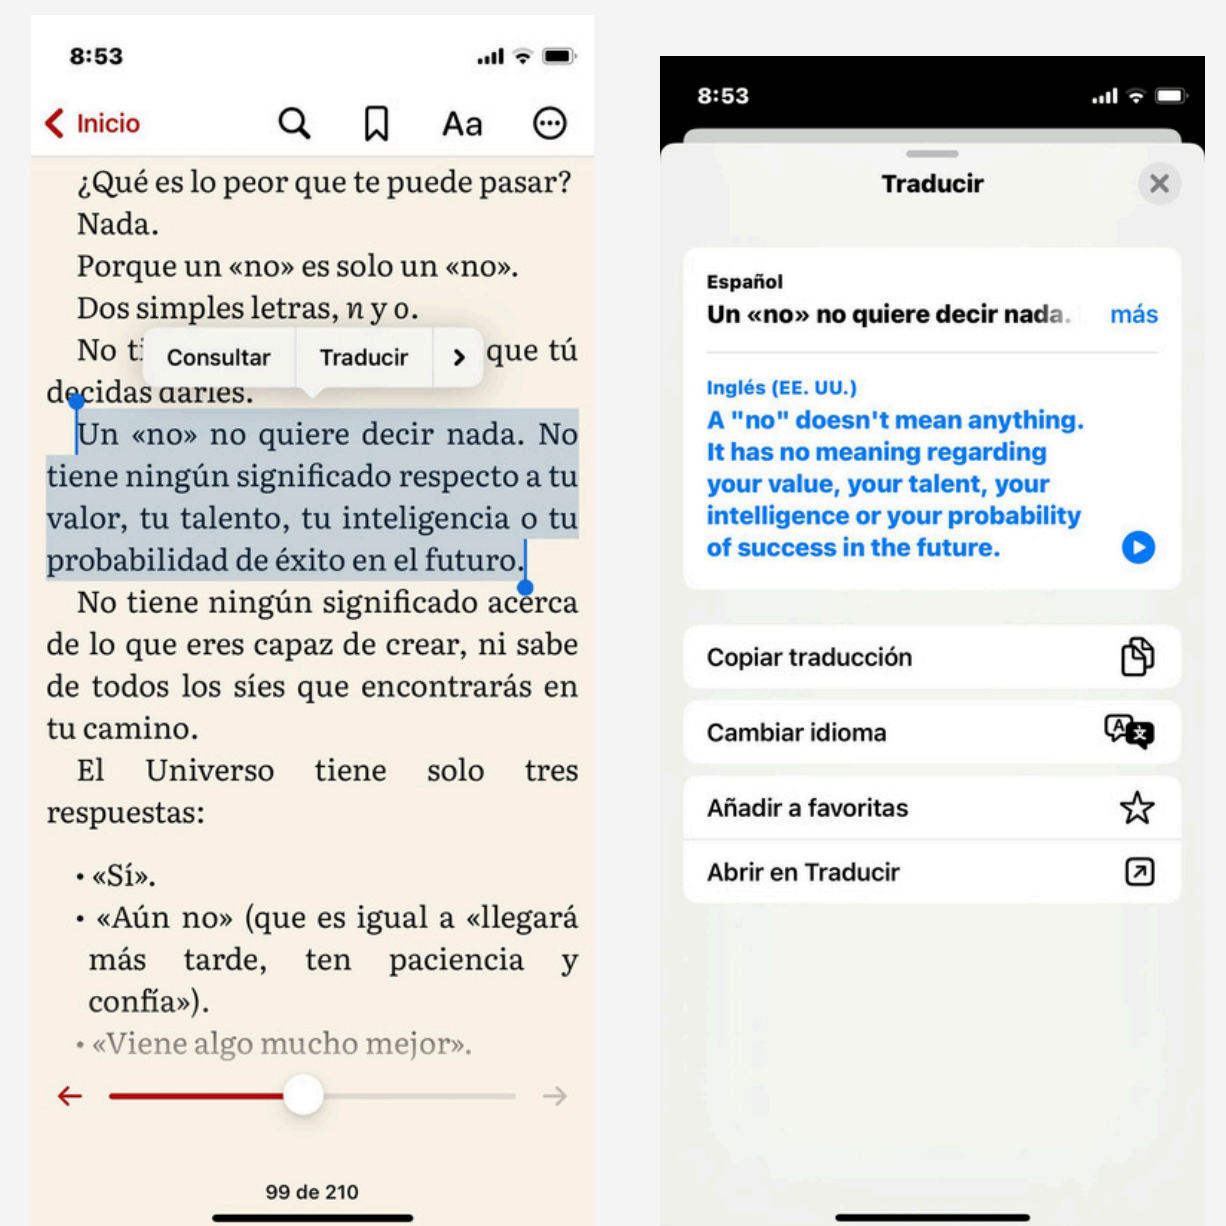 8:53
Inicio
Aa
¿Qué es lo peor que te puede pasar?
Nada.
Porque un «no» es solo un «no».
Dos simples letras, n y o.
No
que tú
decidas darles.
Consultar
Traducir
Un «no» no quiere decir nada. No
tiene ningún significado respecto a tu
valor, tu talento, tu inteligencia o tu
probabilidad de éxito en el futuro.
No tiene ningún significado acerca
de lo que eres capaz de crear, ni sabe
de todos los síes que encontrarás en
tu camino.
El Universo tiene solo tres
respuestas:
• «Sí».
• «Aún no» (que es igual a «llegará
más tarde, ten paciencia y
confía»).
• «Viene algo mucho mejor».
99 de 210
8:53
Traducir
Español
Un «no» no quiere decir nada.
más
Inglés (EE. UU.)
A "no" doesn't mean anything.
It has no meaning regarding
your value, your talent, your
intelligence or your probability
of success in the future.
Copiar traducción
Cambiar idioma
Añadir a favoritas
Abrir en Traducir